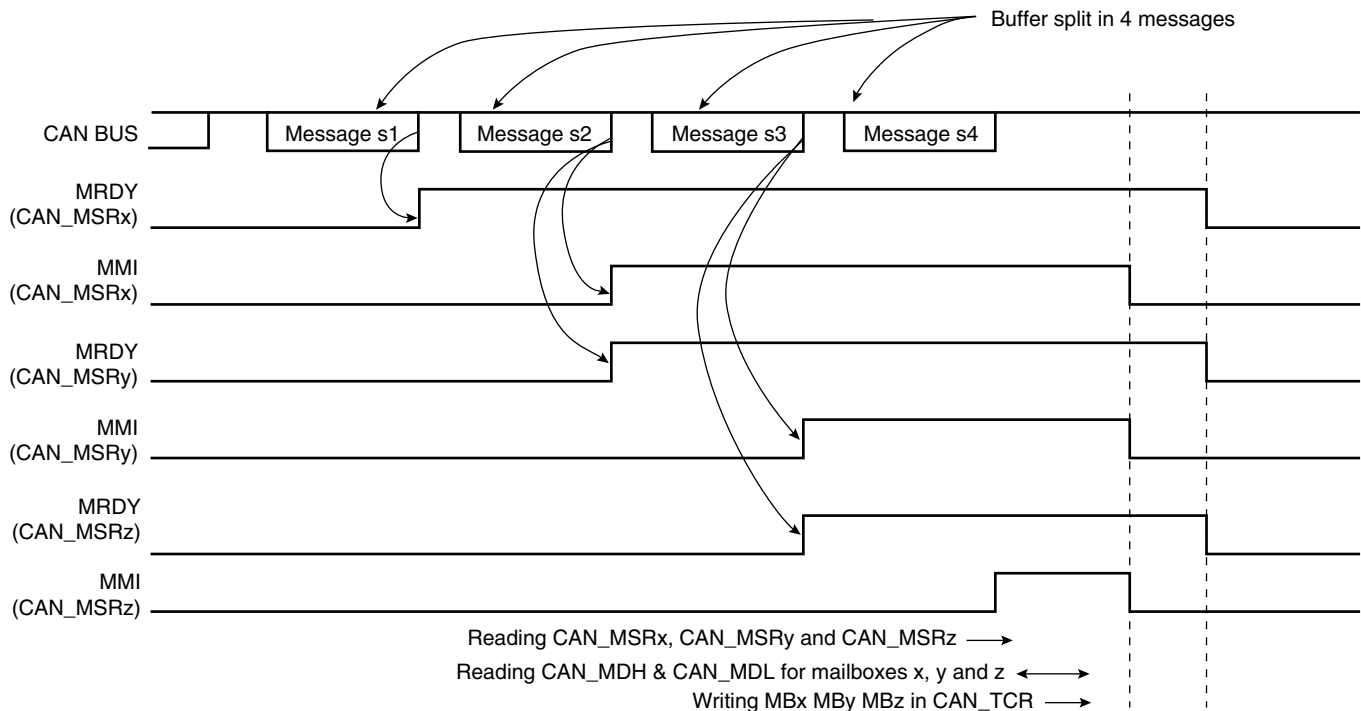 Buffer split in 4 messages
CAN BUS
Message s1
Message s2
Message s3
Message s4
MRDY
(CAN_MSRx)
MMI
(CAN_MSRx)
MRDY
(CAN_MSRy)
MMI
(CAN_MSRy)
MRDY
(CAN_MSRz)
MMI
(CAN_MSRz)
Reading CAN_MSRx, CAN_MSRy and CAN_MSRz
Reading CAN_MDH & CAN_MDL for mailboxes x, y and z
Writing MBx MBy MBz in CAN_TCR